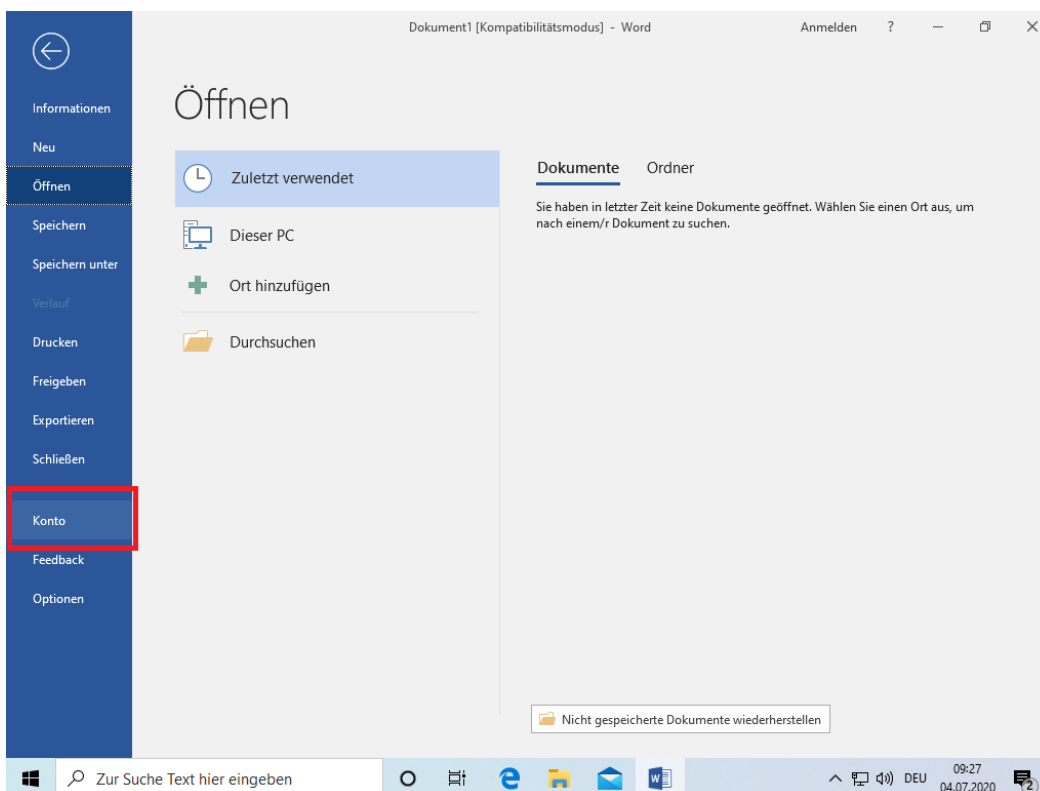 Dokument1 [Kompatibilitätsmodus] - Word
Anmelden ?
Informationen
Neu
Öffnen
Speichern
Speichern unter
Verlauf
Drucken
Freigeben
Exportieren
Schließen
Konto
Feedback
Optionen
Öffnen
Zuletzt verwendet
Dieser PC
Ort hinzufügen
Durchsuchen
Dokumente Ordner
Sie haben in letzter Zeit keine Dokumente geöffnet. Wählen Sie einen Ort aus, um
nach einem/r Dokument zu suchen.
Nicht gespeicherte Dokumente wiederherstellen
Zur Suche Text hier eingeben
DEU
09:27
04.07.2020
2